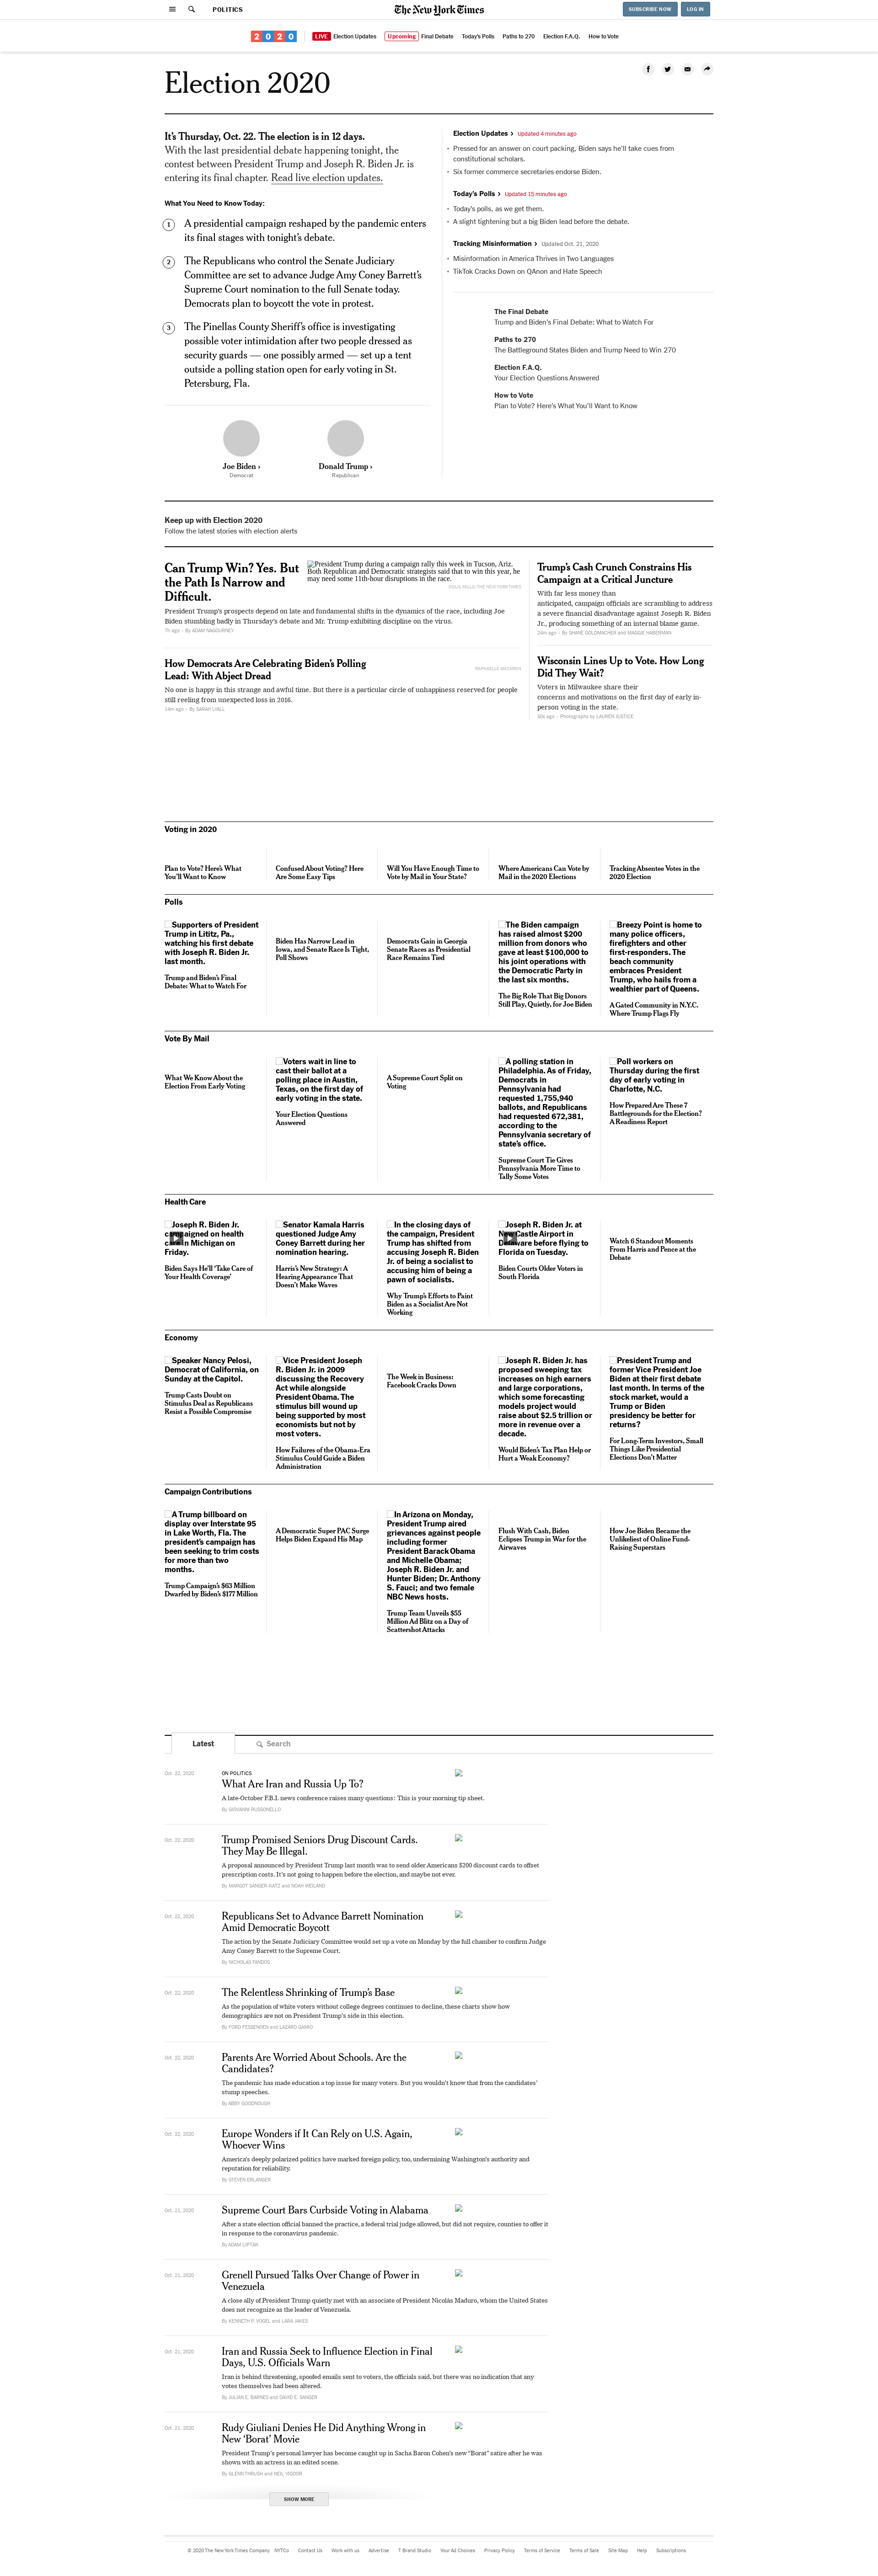 POLITICS
The New York Times
SUBSCRIBE NOW
LOG IN
2020
LIVE Election Updates
Upcoming Final Debate
Today's Polls
Paths to 270
Election F.A.Q.
How to Vote
Election 2020
It's Thursday, Oct. 22. The election is in 12 days.
With the last presidential debate happening tonight, the
contest between President Trump and Joseph R. Biden Jr. is
entering its final chapter. Read live election updates.
What You Need to Know Today:
1 A presidential campaign reshaped by the pandemic enters
its final stages with tonight's debate.
2 The Republicans who control the Senate Judiciary
Committee are set to advance Judge Amy Coney Barrett's
Supreme Court nomination to the full Senate today.
Democrats plan to boycott the vote in protest.
3 The Pinellas County Sheriff's office is investigating
possible voter intimidation after two people dressed as
security guards — one possibly armed — set up a tent
outside a polling station open for early voting in St.
Petersburg, Fla.
Joe Biden ›
Democrat
Donald Trump ›
Republican
Election Updates › Updated 4 minutes ago
• Pressed for an answer on court packing, Biden says he'll take cues from
constitutional scholars.
• Six former commerce secretaries endorse Biden.
Today's Polls › Updated 15 minutes ago
• Today's polls, as we get them.
• A slight tightening but a big Biden lead before the debate.
Tracking Misinformation › Updated Oct. 21, 2020
• Misinformation in America Thrives in Two Languages
• TikTok Cracks Down on QAnon and Hate Speech
The Final Debate
Trump and Biden's Final Debate: What to Watch For
Paths to 270
The Battleground States Biden and Trump Need to Win 270
Election F.A.Q.
Your Election Questions Answered
How to Vote
Plan to Vote? Here's What You'll Want to Know
Keep up with Election 2020
Follow the latest stories with election alerts
Can Trump Win? Yes. But
the Path Is Narrow and
Difficult.
President Trump during a campaign rally this week in Tucson, Ariz.
Both Republican and Democratic strategists said that to win this year, he
may need some 11th-hour disruptions in the race.
DOUG MILLS/THE NEW YORK TIMES
President Trump's prospects depend on loud and fundamental shifts in the dynamics of the race, including Joe
Biden stumbling badly in Thursday's debate and Mr. Trump exhibiting discipline on the virus.
7h ago · By ADAM NAGOURNEY
How Democrats Are Celebrating Biden's Polling
Lead: With Abject Dread
RAPHAELLE MACARON
No one is happy in this strange and awful time. But there is a particular circle of unhappiness reserved for people
still reeling from unexpected loss in 2016.
14m ago · By SARAH LYALL
Trump's Cash Crunch Constrains His
Campaign at a Critical Juncture
With far less money than
anticipated, campaign officials are scrambling to address
a severe financial disadvantage against Joseph R. Biden
Jr., producing something of an internal blame game.
24m ago · By SHANE GOLDMACHER and MAGGIE HABERMAN
Wisconsin Lines Up to Vote. How Long
Did They Wait?
Voters in Milwaukee share their
concerns and motivations on the first day of early in-
person voting in the state.
50s ago · Photographs by LAUREN JUSTICE
Voting in 2020
Plan to Vote? Here's What
You'll Want to Know
Confused About Voting? Here
Are Some Easy Tips
Will You Have Enough Time to
Vote by Mail in Your State?
Where Americans Can Vote by
Mail in the 2020 Elections
Tracking Absentee Votes in the
2020 Election
Polls
Supporters of President
Trump in Lititz, Pa.,
watching his first debate
with Joseph R. Biden Jr.
last month.
Trump and Biden's Final
Debate: What to Watch For
Biden Has Narrow Lead in
Iowa, and Senate Race Is Tight,
Poll Shows
Democrats Gain in Georgia
Senate Races as Presidential
Race Remains Tied
The Biden campaign
has raised almost $200
million from donors who
gave at least $100,000 to
his joint operations with
the Democratic Party in
the last six months.
The Big Role That Big Donors
Still Play, Quietly, for Joe Biden
Breezy Point is home to
many police officers,
firefighters and other
first-responders. The
beach community
embraces President
Trump, who hails from a
wealthier part of Queens.
A Gated Community in N.Y.C.
Where Trump Flags Fly
Vote By Mail
What We Know About the
Election From Early Voting
Voters wait in line to
cast their ballot at a
polling place in Austin,
Texas, on the first day of
early voting in the state.
Your Election Questions
Answered
A Supreme Court Split on
Voting
A polling station in
Philadelphia. As of Friday,
Democrats in
Pennsylvania had
requested 1,755,940
ballots, and Republicans
had requested 672,381,
according to the
Pennsylvania secretary of
state's office.
Supreme Court Tie Gives
Pennsylvania More Time to
Tally Some Votes
Poll workers on
Thursday during the first
day of early voting in
Charlotte, N.C.
How Prepared Are These 7
Battlegrounds for the Election?
A Readiness Report
Health Care
Joseph R. Biden Jr.
campaigned on health
care in Michigan on
Friday.
Biden Says He'll 'Take Care of
Your Health Coverage'
Senator Kamala Harris
questioned Judge Amy
Coney Barrett during her
nomination hearing.
Harris's New Strategy: A
Hearing Appearance That
Doesn't Make Waves
In the closing days of
the campaign, President
Trump has shifted from
accusing Joseph R. Biden
Jr. of being a socialist to
accusing him of being a
pawn of socialists.
Why Trump's Efforts to Paint
Biden as a Socialist Are Not
Working
Joseph R. Biden Jr. at
New Castle Airport in
Delaware before flying to
Florida on Tuesday.
Biden Courts Older Voters in
South Florida
Watch 6 Standout Moments
From Harris and Pence at the
Debate
Economy
Speaker Nancy Pelosi,
Democrat of California, on
Sunday at the Capitol.
Trump Casts Doubt on
Stimulus Deal as Republicans
Resist a Possible Compromise
Vice President Joseph
R. Biden Jr. in 2009
discussing the Recovery
Act while alongside
President Obama. The
stimulus bill wound up
being supported by most
economists but not by
most voters.
How Failures of the Obama-Era
Stimulus Could Guide a Biden
Administration
The Week in Business:
Facebook Cracks Down
Joseph R. Biden Jr. has
proposed sweeping tax
increases on high earners
and large corporations,
which some forecasting
models project would
raise about $2.5 trillion or
more in revenue over a
decade.
Would Biden's Tax Plan Help or
Hurt a Weak Economy?
President Trump and
former Vice President Joe
Biden at their first debate
last month. In terms of the
stock market, would a
Trump or Biden
presidency be better for
returns?
For Long-Term Investors, Small
Things Like Presidential
Elections Don't Matter
Campaign Contributions
A Trump billboard on
display over Interstate 95
in Lake Worth, Fla. The
president's campaign has
been seeking to trim costs
for more than two
months.
Trump Campaign's $63 Million
Dwarfed by Biden's $177 Million
A Democratic Super PAC Surge
Helps Biden Expand His Map
In Arizona on Monday,
President Trump aired
grievances against people
including former
President Barack Obama
and Michelle Obama;
Joseph R. Biden Jr. and
Hunter Biden; Dr. Anthony
S. Fauci; and two female
NBC News hosts.
Trump Team Unveils $55
Million Ad Blitz on a Day of
Scattershot Attacks
Flush With Cash, Biden
Eclipses Trump in War for the
Airwaves
How Joe Biden Became the
Unlikeliest of Online Fund-
Raising Superstars
Latest
Search
Oct. 22, 2020
ON POLITICS
What Are Iran and Russia Up To?
A late-October F.B.I. news conference raises many questions: This is your morning tip sheet.
By GIOVANNI RUSSONELLO
Oct. 22, 2020
Trump Promised Seniors Drug Discount Cards.
They May Be Illegal.
A proposal announced by President Trump last month was to send older Americans $200 discount cards to offset
prescription costs. It's not going to happen before the election, and maybe not ever.
By MARGOT SANGER-KATZ and NOAH WEILAND
Oct. 22, 2020
Republicans Set to Advance Barrett Nomination
Amid Democratic Boycott
The action by the Senate Judiciary Committee would set up a vote on Monday by the full chamber to confirm Judge
Amy Coney Barrett to the Supreme Court.
By NICHOLAS FANDOS
Oct. 22, 2020
The Relentless Shrinking of Trump's Base
As the population of white voters without college degrees continues to decline, these charts show how
demographics are not on President Trump's side in this election.
By FORD FESSENDEN and LAZARO GAMIO
Oct. 22, 2020
Parents Are Worried About Schools. Are the
Candidates?
The pandemic has made education a top issue for many voters. But you wouldn't know that from the candidates'
stump speeches.
By ABBY GOODNOUGH
Oct. 22, 2020
Europe Wonders if It Can Rely on U.S. Again,
Whoever Wins
America's deeply polarized politics have marked foreign policy, too, undermining Washington's authority and
reputation for reliability.
By STEVEN ERLANGER
Oct. 21, 2020
Supreme Court Bars Curbside Voting in Alabama
After a state election official banned the practice, a federal trial judge allowed, but did not require, counties to offer it
in response to the coronavirus pandemic.
By ADAM LIPTAK
Oct. 21, 2020
Grenell Pursued Talks Over Change of Power in
Venezuela
A close ally of President Trump quietly met with an associate of President Nicolás Maduro, whom the United States
does not recognize as the leader of Venezuela.
By KENNETH P. VOGEL and LARA JAKES
Oct. 21, 2020
Iran and Russia Seek to Influence Election in Final
Days, U.S. Officials Warn
Iran is behind threatening, spoofed emails sent to voters, the officials said, but there was no indication that any
votes themselves had been altered.
By JULIAN E. BARNES and DAVID E. SANGER
Oct. 21, 2020
Rudy Giuliani Denies He Did Anything Wrong in
New 'Borat' Movie
President Trump's personal lawyer has become caught up in Sacha Baron Cohen's new "Borat" satire after he was
shown with an actress in an edited scene.
By GLENN THRUSH and NEIL VIGDOR
SHOW MORE
© 2020 The New York Times Company NYTCo Contact Us Work with us Advertise T Brand Studio Your Ad Choices Privacy Policy Terms of Service Terms of Sale Site Map Help Subscriptions